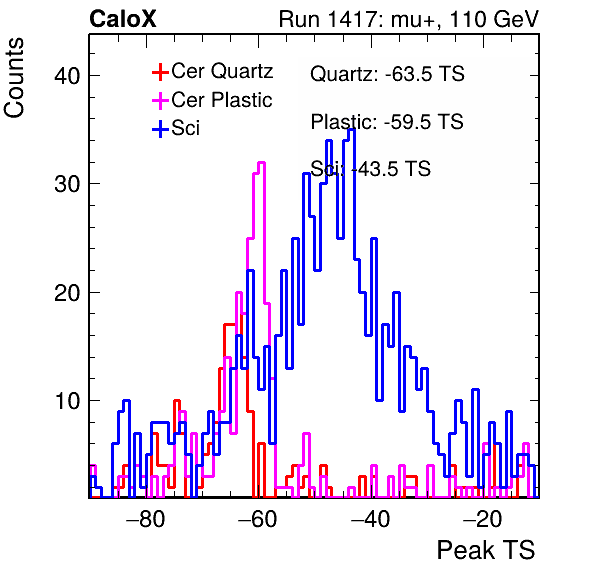 CaloX Run 1417: mu+, 110 GeV
Counts
Cer Quartz
Cer Plastic
Sci
Quartz: -63.5 TS
Plastic: -59.5 TS
Sci: -43.5 TS
40
30
20
10
−80 −60 −40 −20
Peak TS